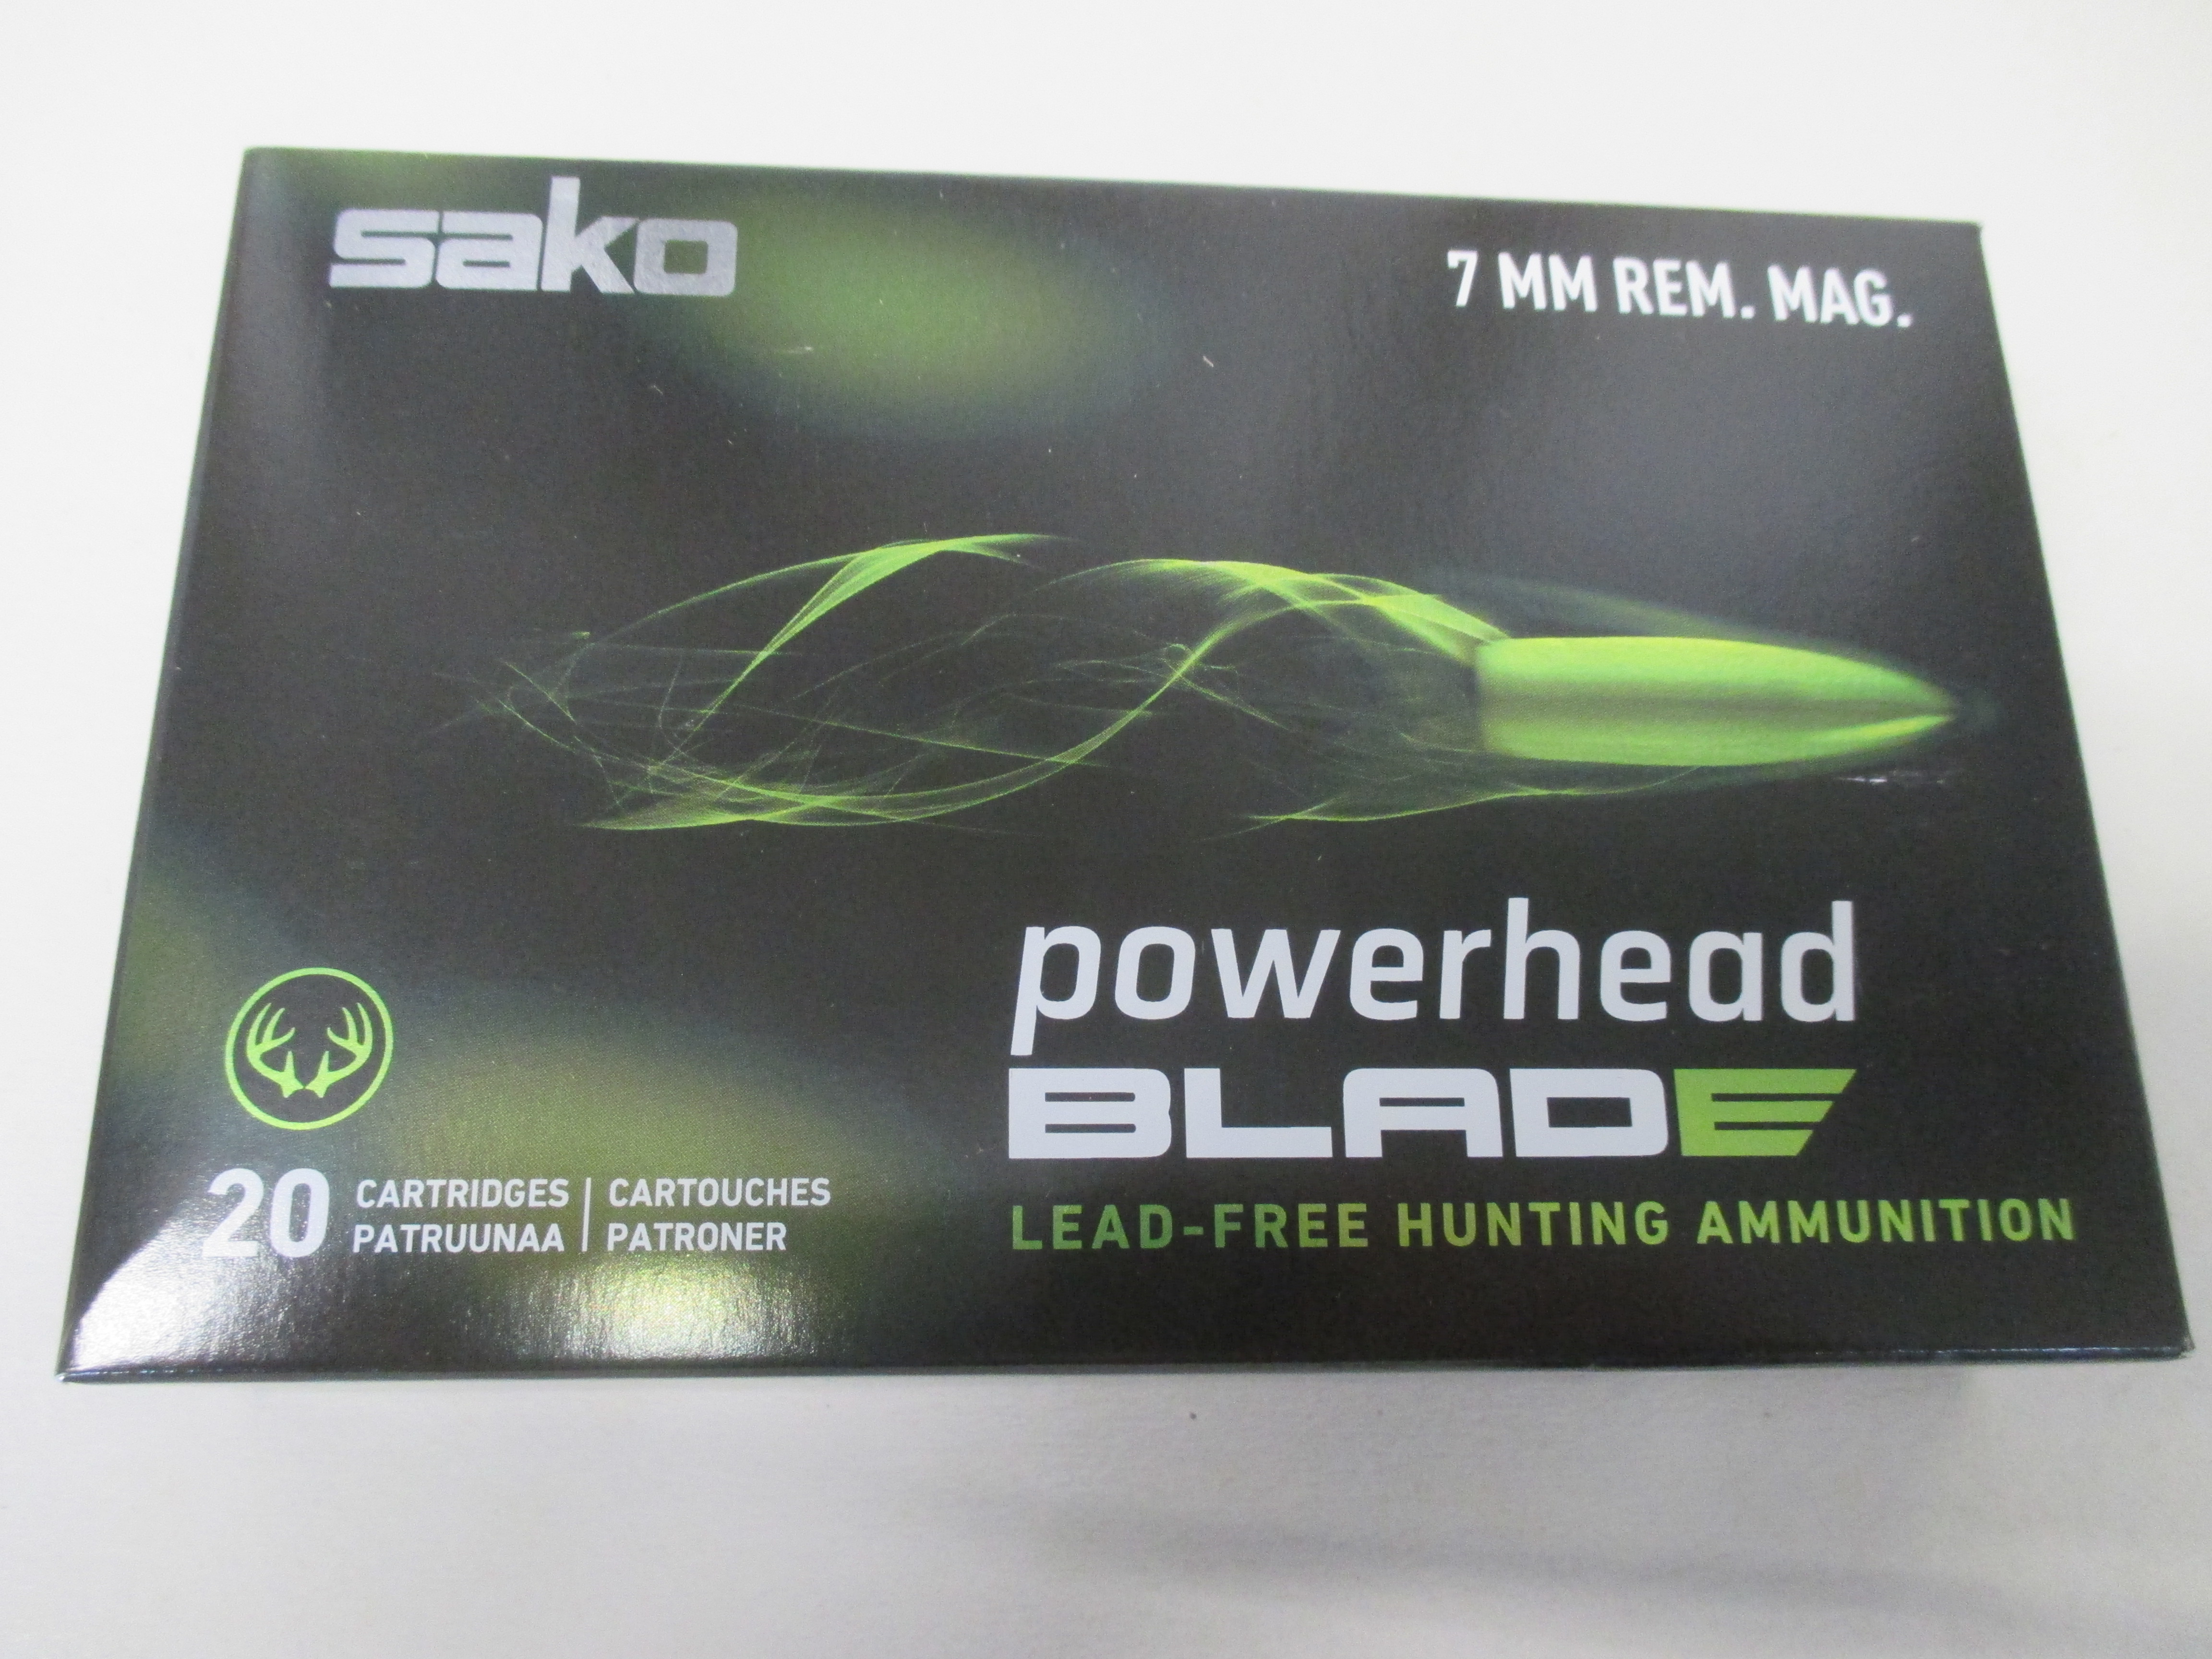 sako
7 MM REM. MAG.
powerhead
BLADE
LEAD-FREE HUNTING AMMUNITION
20
CARTRIDGES | CARTOUCHES
PATRUUNAA | PATRONER